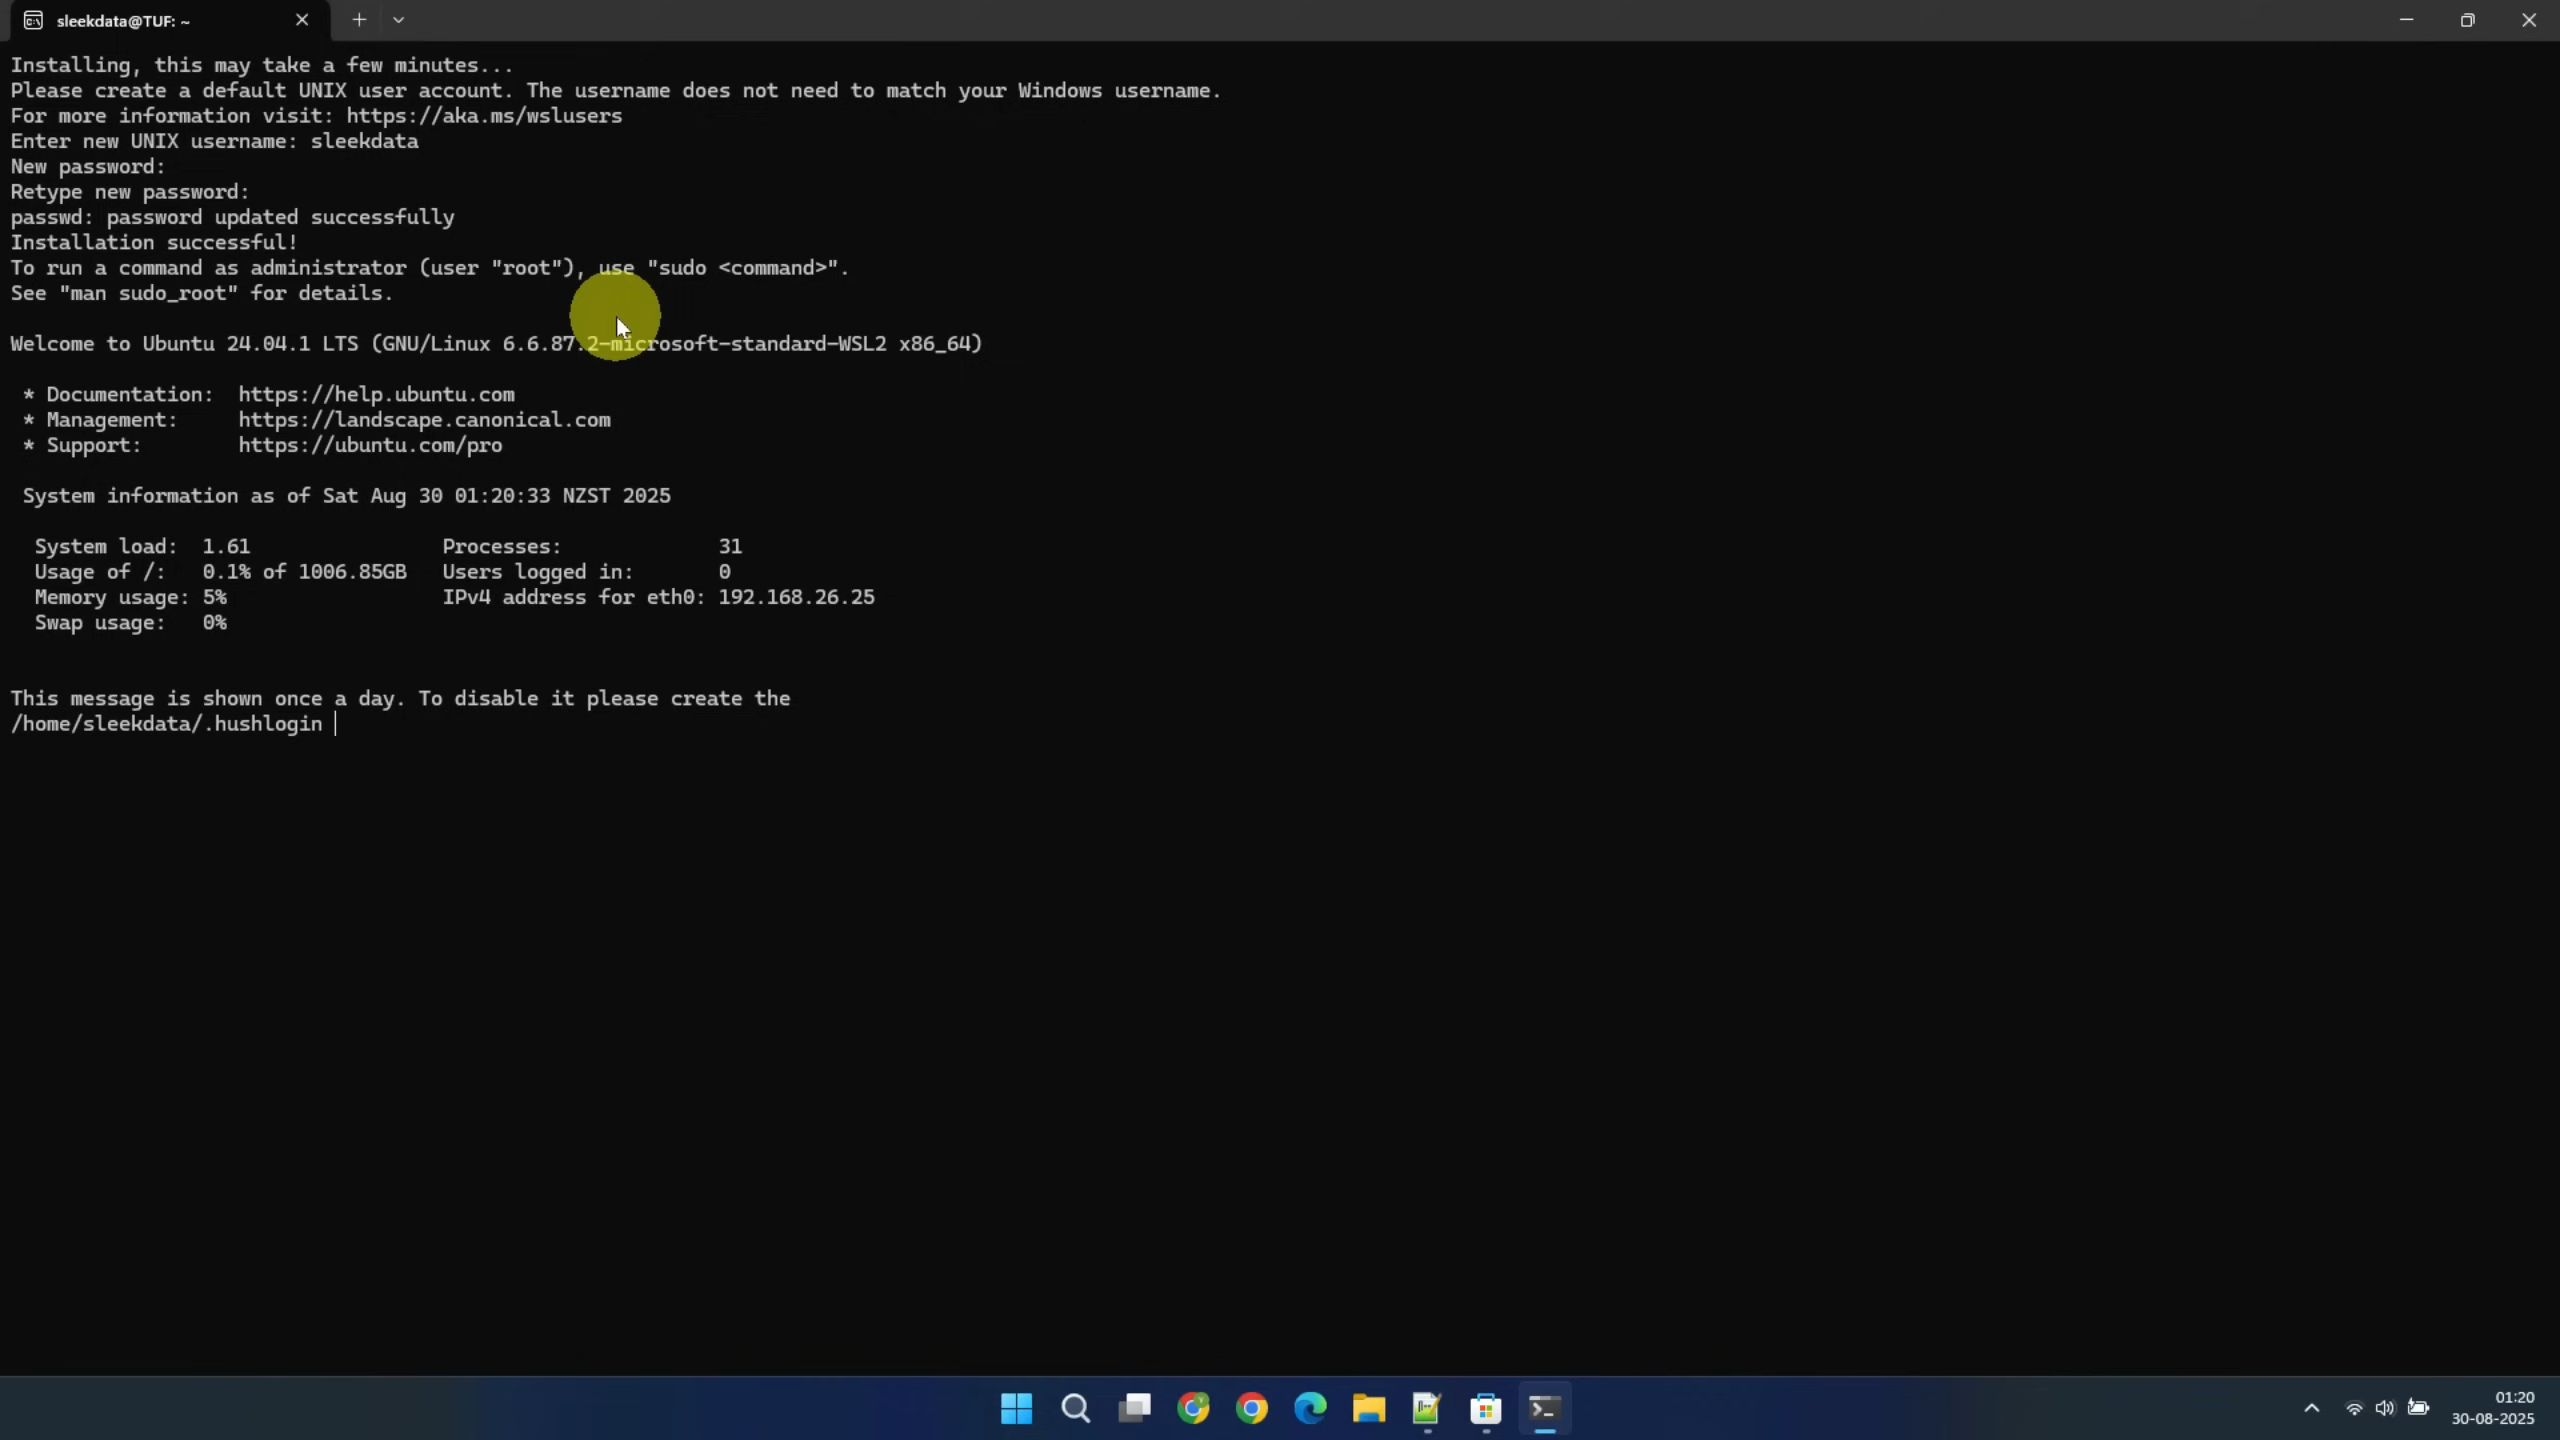 sleekdata@TUF: ~
Installing, this may take a few minutes...
Please create a default UNIX user account. The username does not need to match your Windows username.
For more information visit: https://aka.ms/wslusers
Enter new UNIX username: sleekdata
New password:
Retype new password:
passwd: password updated successfully
Installation successful!
To run a command as administrator (user "root"), use "sudo <command>".
See "man sudo_root" for details.
Welcome to Ubuntu 24.04.1 LTS (GNU/Linux 6.6.87.2-microsoft-standard-WSL2 x86_64)
* Documentation:  https://help.ubuntu.com
* Management:     https://landscape.canonical.com
* Support:        https://ubuntu.com/pro
System information as of Sat Aug 30 01:20:33 NZST 2025
System load:  1.61                Processes:             31
Usage of /:   0.1% of 1006.85GB   Users logged in:       0
Memory usage: 5%                  IPv4 address for eth0: 192.168.26.25
Swap usage:   0%
This message is shown once a day. To disable it please create the
/home/sleekdata/.hushlogin
01:20
30-08-2025